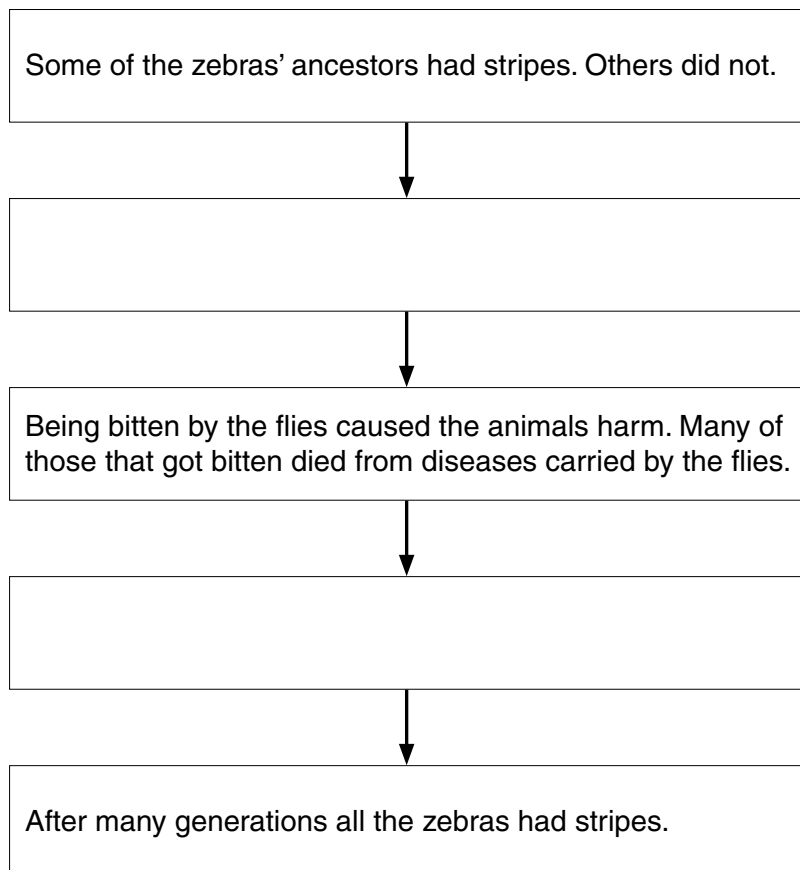 Some of the zebras’ ancestors had stripes. Others did not.
Being bitten by the flies caused the animals harm. Many of
those that got bitten died from diseases carried by the flies.
After many generations all the zebras had stripes.